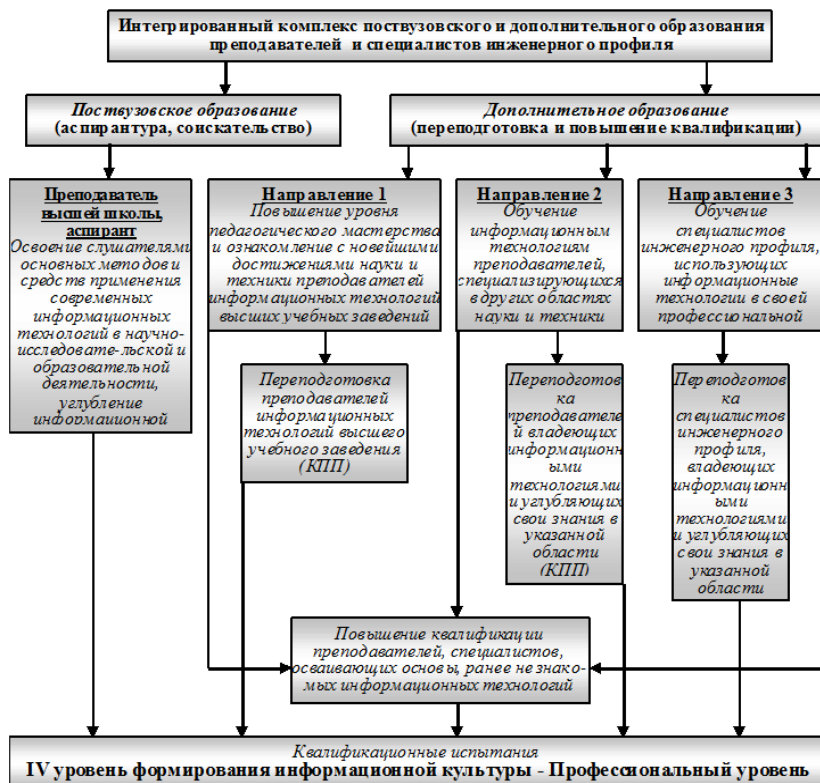 Интегрированный комплекс поствузовского и дополнительного образования
преподавателей и специалистов инженерного профиля
Поствузовское образование
(аспирантура, соискательство)
Дополнительное образование
(переподготовка и повышение квалификации)
Преподаватель
высшей школы,
аспирант
Освоение слушателями
основных методов и
средств применения
современных
информационных
технологий в научно-
исследовате-льской и
образовательной
деятельности,
углубление
информационной
Направление 1
Повышение уровня
педагогического мастерства
и ознакомление с новейшими
достижениями науки и
техники преподавателей
информационных технологий
высших учебных заведений
Направление 2
Обучение
информационным
технологиям
преподавателей,
специализирующихся
в других областях
науки и техники
Направление 3
Обучение
специалистов
инженерного профиля,
использующих
информационные
технологии в своей
профессиональной
Переподготовка
преподавателей
информационных
технологий высшего
учебного заведения
(КПП)
Переподготов
ка
преподавателе
й владеющих
информационн
ыми
технологиями
и углубляющих
свои знания в
указанной
области
(КПП)
Переподготов
ка
специалистов
инженерного
профиля,
владеющих
информационн
ыми
технологиями
и углубляющих
свои знания в
указанной
области
Повышение квалификации
преподавателей, специалистов,
осваивающих основы, ранее не знако-
мых информационных технологий
Квалификационные испытания
IV уровень формирования информационной культуры - Профессиональный уровень